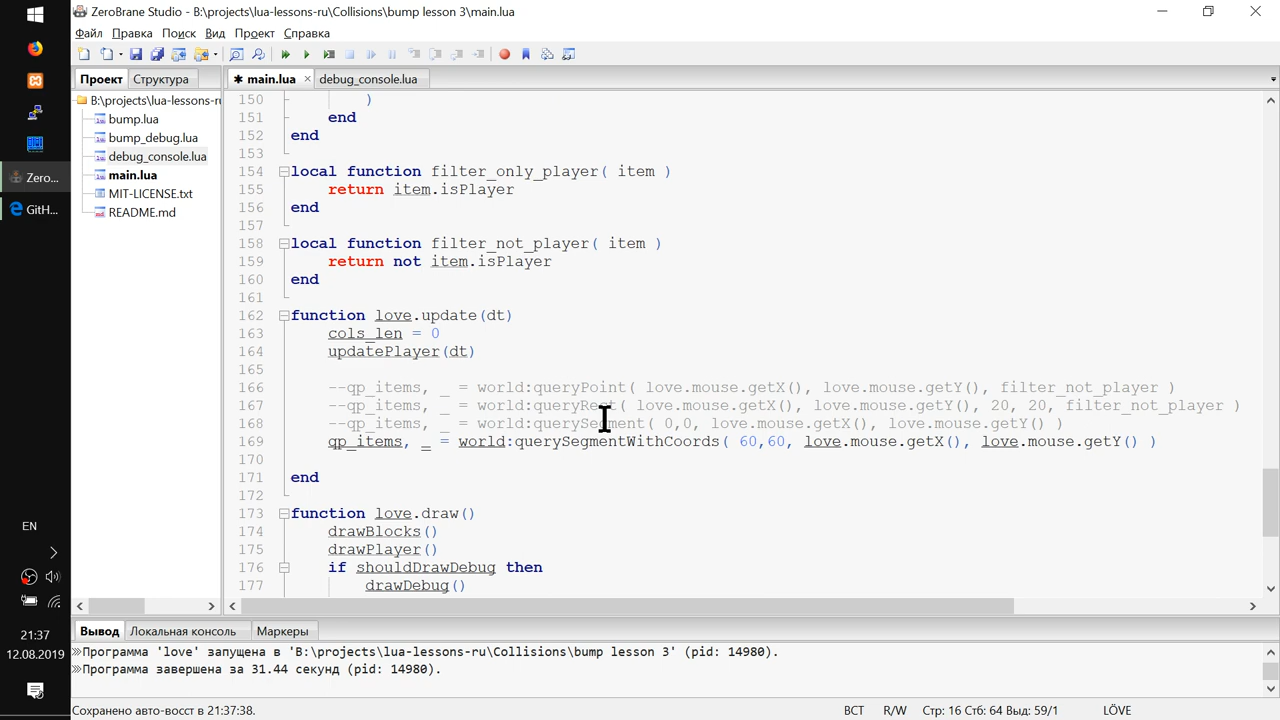 ZeroBrane Studio - B:\projects\lua-lessons-ru\Collisions\bump lesson 3\main.lua
Файл Правка Поиск Вид Проект Справка
Проект Структура
✱ main.lua × debug_console.lua
B:\projects\lua-lessons-ru
bump.lua
bump_debug.lua
debug_console.lua
main.lua
MIT-LICENSE.txt
README.md
150 )
151 end
152 end
153
154 local function filter_only_player( item )
155 return item.isPlayer
156 end
157
158 local function filter_not_player( item )
159 return not item.isPlayer
160 end
161
162 function love.update(dt)
163 cols_len = 0
164 updatePlayer(dt)
165
166 --qp_items, _ = world:queryPoint( love.mouse.getX(), love.mouse.getY(), filter_not_player )
167 --qp_items, _ = world:queryRect( love.mouse.getX(), love.mouse.getY(), 20, 20, filter_not_player )
168 --qp_items, _ = world:querySegment( 0,0, love.mouse.getX(), love.mouse.getY() )
169 qp_items, _ = world:querySegmentWithCoords( 60,60, love.mouse.getX(), love.mouse.getY() )
170
171 end
172
173 function love.draw()
174 drawBlocks()
175 drawPlayer()
176 if shouldDrawDebug then
177 drawDebug()
Вывод Локальная консоль Маркеры
»Программа 'love' запущена в 'B:\projects\lua-lessons-ru\Collisions\bump lesson 3' (pid: 14980).
»Программа завершена за 31.44 секунд (pid: 14980).
Сохранено авто-восст в 21:37:38. ВСТ R/W Стр: 16 Стб: 64 Выд: 59/1 LÖVE
Zero...
GitH...
EN
21:37
12.08.2019